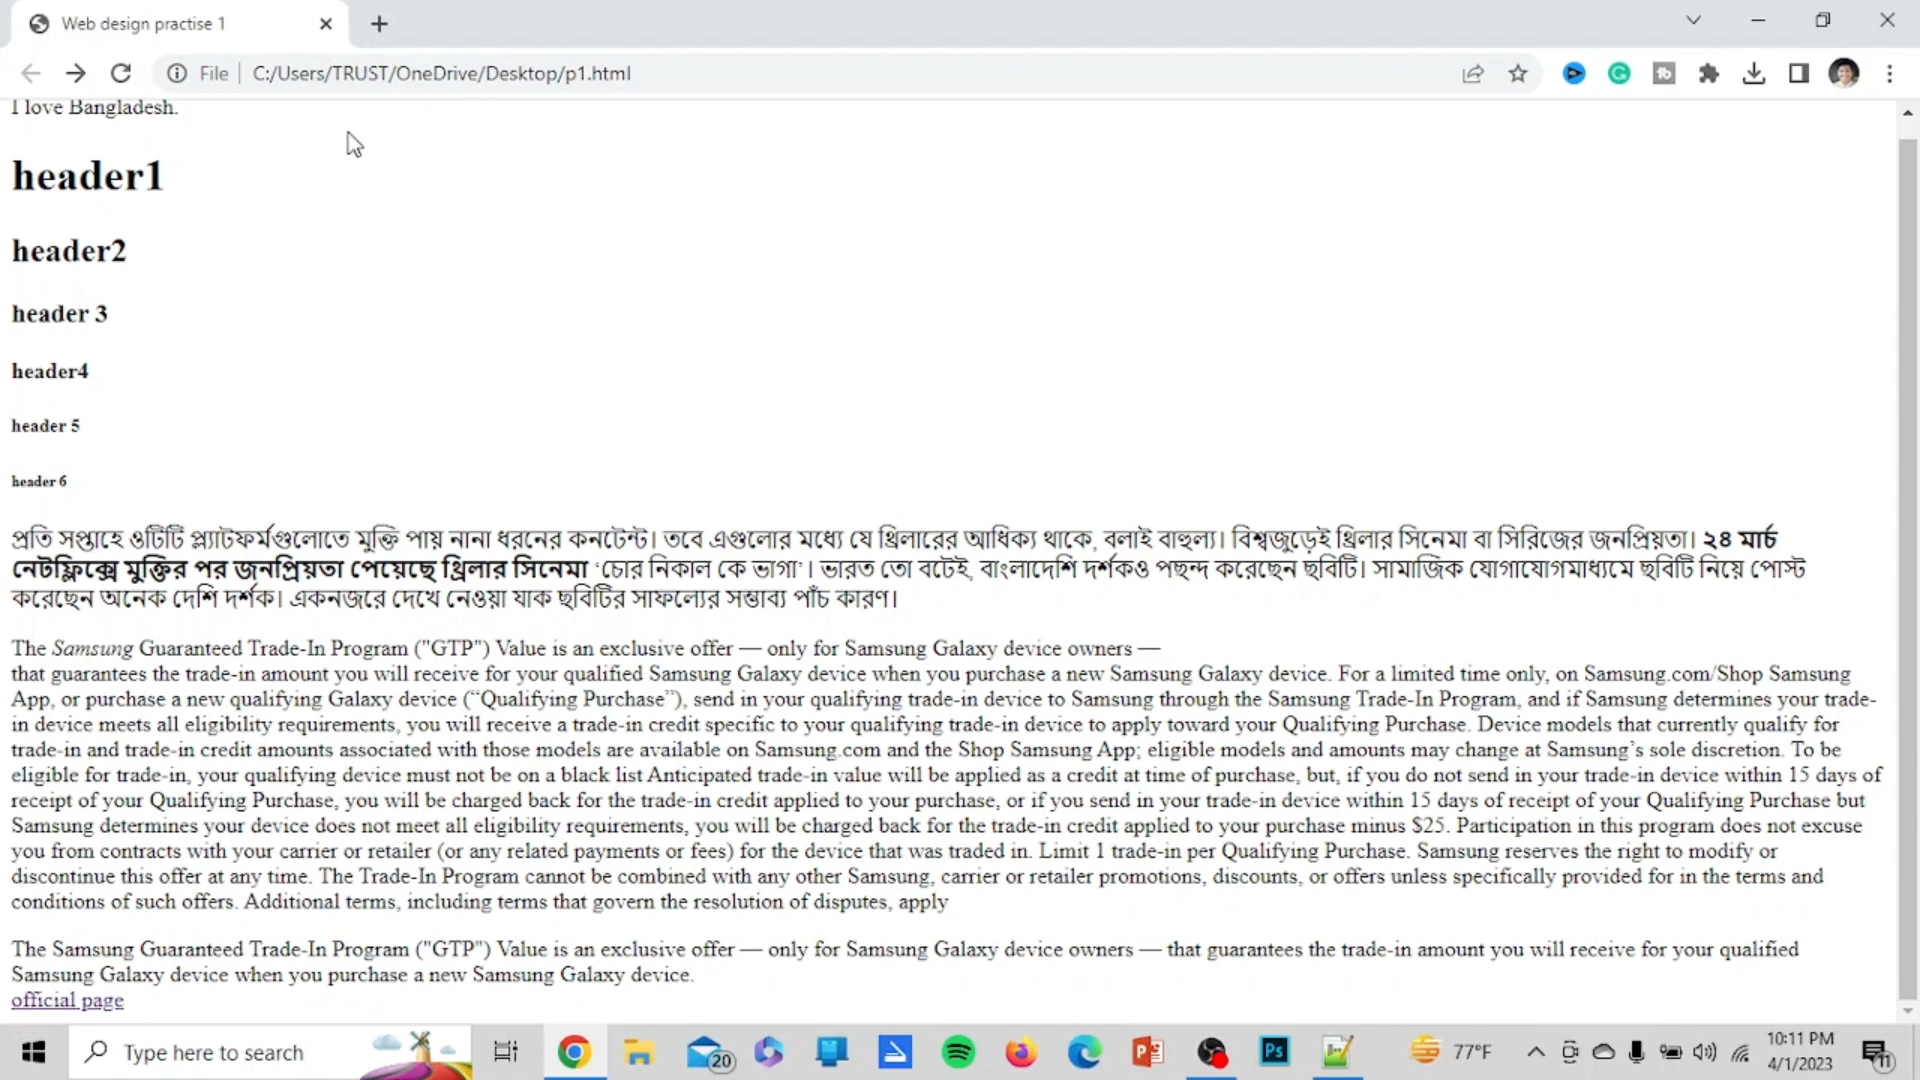 Web design practise 1
File
C:/Users/TRUST/OneDrive/Desktop/p1.html
I love Bangladesh.
header1
header2
header 3
header4
header 5
header 6
প্রতি সপ্তাহে ওটিটি প্ল্যাটফর্মগুলোতে মুক্তি পায় নানা ধরনের কনটেন্ট। তবে এগুলোর মধ্যে যে থ্রিলারের আধিক্য থাকে, বলাই বাহুল্য। বিশ্বজুড়েই থ্রিলার সিনেমা বা সিরিজের জনপ্রিয়তা। ২৪ মার্চ
নেটফ্লিক্সে মুক্তির পর জনপ্রিয়তা পেয়েছে থ্রিলার সিনেমা ‘চোর নিকাল কে ভাগা’। ভারত তো বটেই, বাংলাদেশি দর্শকও পছন্দ করেছেন ছবিটি। সামাজিক যোগাযোগমাধ্যমে ছবিটি নিয়ে পোস্ট
করেছেন অনেক দেশি দর্শক। একনজরে দেখে নেওয়া যাক ছবিটির সাফল্যের সম্ভাব্য পাঁচ কারণ।
The Samsung Guaranteed Trade-In Program ("GTP") Value is an exclusive offer — only for Samsung Galaxy device owners —
that guarantees the trade-in amount you will receive for your qualified Samsung Galaxy device when you purchase a new Samsung Galaxy device. For a limited time only, on Samsung.com/Shop Samsung
App, or purchase a new qualifying Galaxy device (“Qualifying Purchase”), send in your qualifying trade-in device to Samsung through the Samsung Trade-In Program, and if Samsung determines your trade-
in device meets all eligibility requirements, you will receive a trade-in credit specific to your qualifying trade-in device to apply toward your Qualifying Purchase. Device models that currently qualify for
trade-in and trade-in credit amounts associated with those models are available on Samsung.com and the Shop Samsung App; eligible models and amounts may change at Samsung’s sole discretion. To be
eligible for trade-in, your qualifying device must not be on a black list Anticipated trade-in value will be applied as a credit at time of purchase, but, if you do not send in your trade-in device within 15 days of
receipt of your Qualifying Purchase, you will be charged back for the trade-in credit applied to your purchase, or if you send in your trade-in device within 15 days of receipt of your Qualifying Purchase but
Samsung determines your device does not meet all eligibility requirements, you will be charged back for the trade-in credit applied to your purchase minus $25. Participation in this program does not excuse
you from contracts with your carrier or retailer (or any related payments or fees) for the device that was traded in. Limit 1 trade-in per Qualifying Purchase. Samsung reserves the right to modify or
discontinue this offer at any time. The Trade-In Program cannot be combined with any other Samsung, carrier or retailer promotions, discounts, or offers unless specifically provided for in the terms and
conditions of such offers. Additional terms, including terms that govern the resolution of disputes, apply
The Samsung Guaranteed Trade-In Program ("GTP") Value is an exclusive offer — only for Samsung Galaxy device owners — that guarantees the trade-in amount you will receive for your qualified
Samsung Galaxy device when you purchase a new Samsung Galaxy device.
official page
Type here to search
20
Ps
77°F
10:11 PM
4/1/2023
11